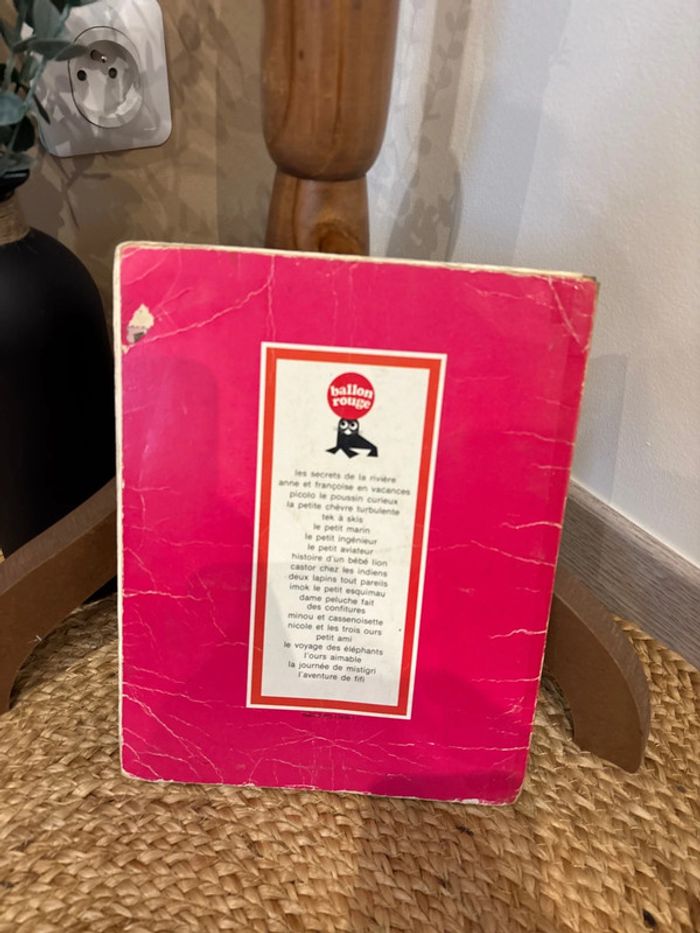 ballon
rouge
les secrets de la rivière
anne et françoise en vacances
picolo le poussin curieux
la petite chèvre turbulente
tek à skis
le petit marin
le petit ingénieur
le petit aviateur
histoire d'un bébé lion
castor chez les indiens
deux lapins tout pareils
imok le petit esquimau
dame peluche fait
des confitures
minou et cassenoisette
nicole et les trois ours
petit ami
le voyage des éléphants
l'ours aimable
la journée de mistigri
l'aventure de fifi